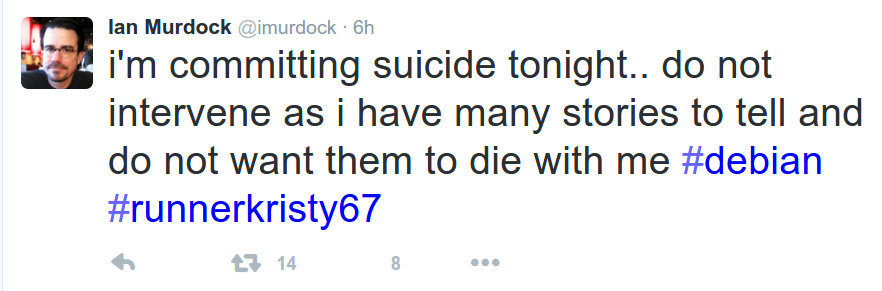 Ian Murdock @imurdock · 6h
i'm committing suicide tonight.. do not
intervene as i have many stories to tell and
do not want them to die with me #debian
#runnerkristy67
14 8